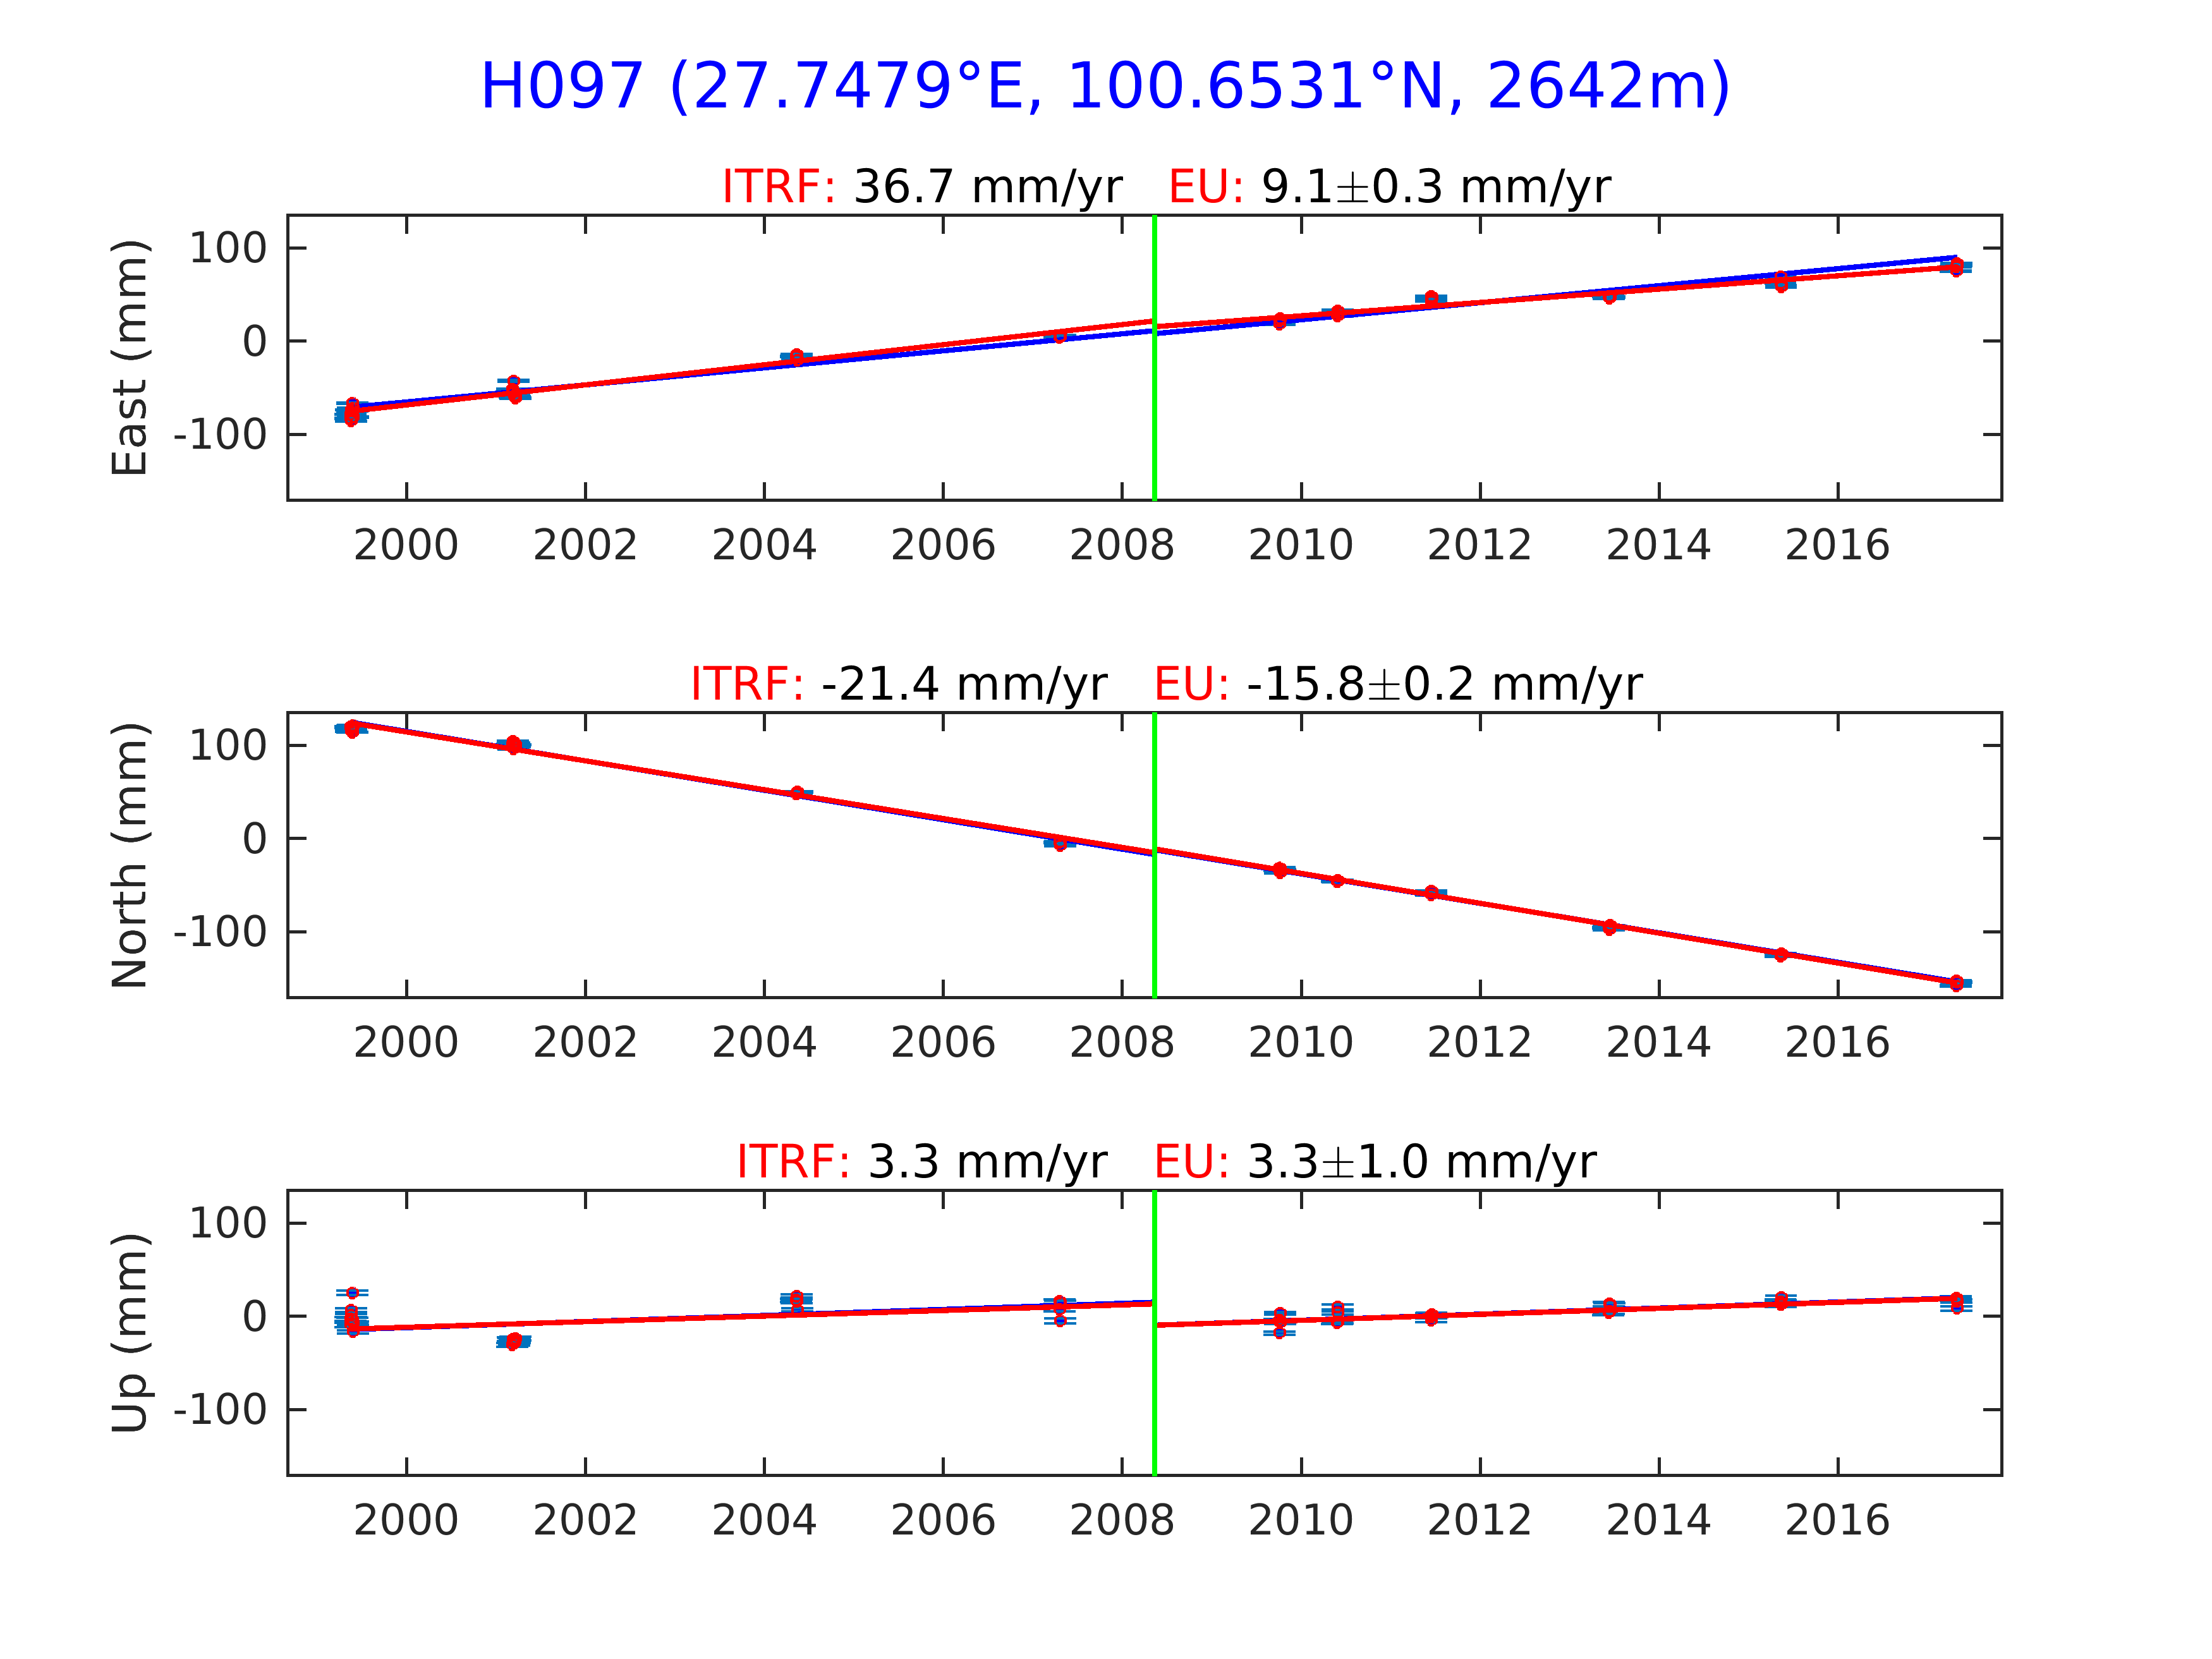 H097 (27.7479°E, 100.6531°N, 2642m)
ITRF: 36.7 mm/yr EU: 9.1±0.3 mm/yr
East (mm)
100
0
-100
2000 2002 2004 2006 2008 2010 2012 2014 2016
ITRF: -21.4 mm/yr EU: -15.8±0.2 mm/yr
North (mm)
100
0
-100
2000 2002 2004 2006 2008 2010 2012 2014 2016
ITRF: 3.3 mm/yr EU: 3.3±1.0 mm/yr
Up (mm)
100
0
-100
2000 2002 2004 2006 2008 2010 2012 2014 2016